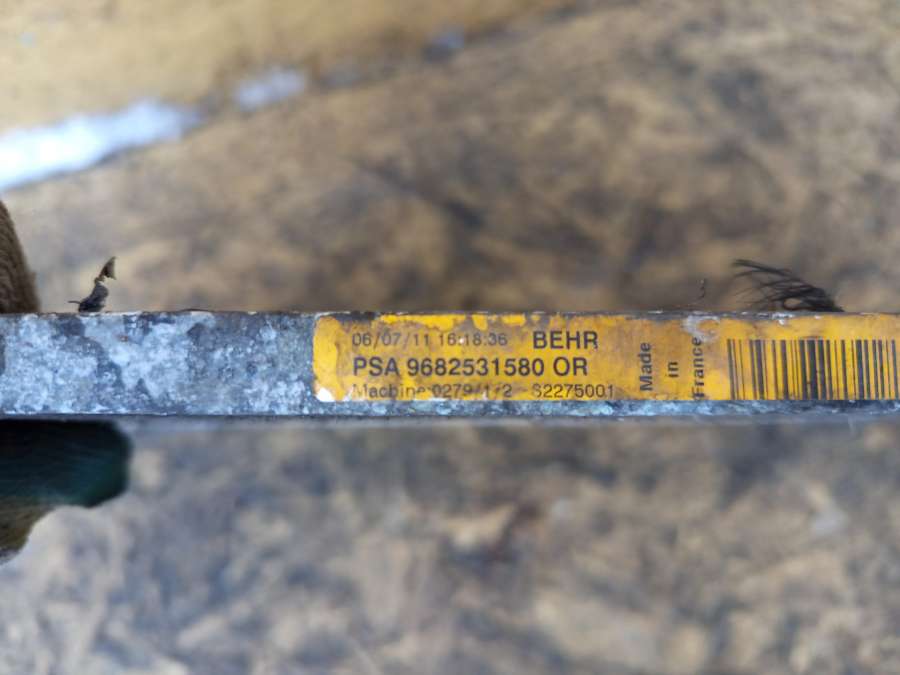 06/07/11 16:18:36 BEHR
PSA 9682531580 OR
Machine:0279/1/2 S2275001
Made
in
France